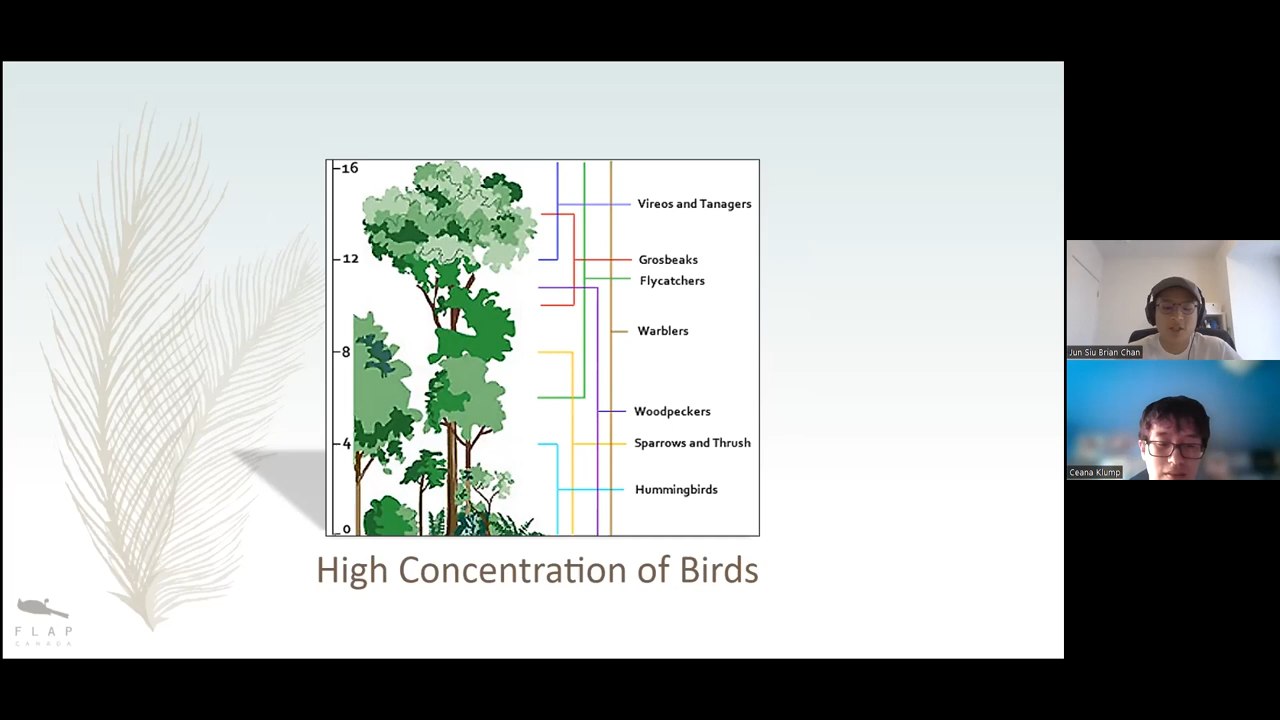 16
12
8
4
0
Vireos and Tanagers
Grosbeaks
Flycatchers
Warblers
Woodpeckers
Sparrows and Thrush
Hummingbirds
High Concentration of Birds
FLAP
CANADA
Jun Siu Brian Chan
Ceana Klump